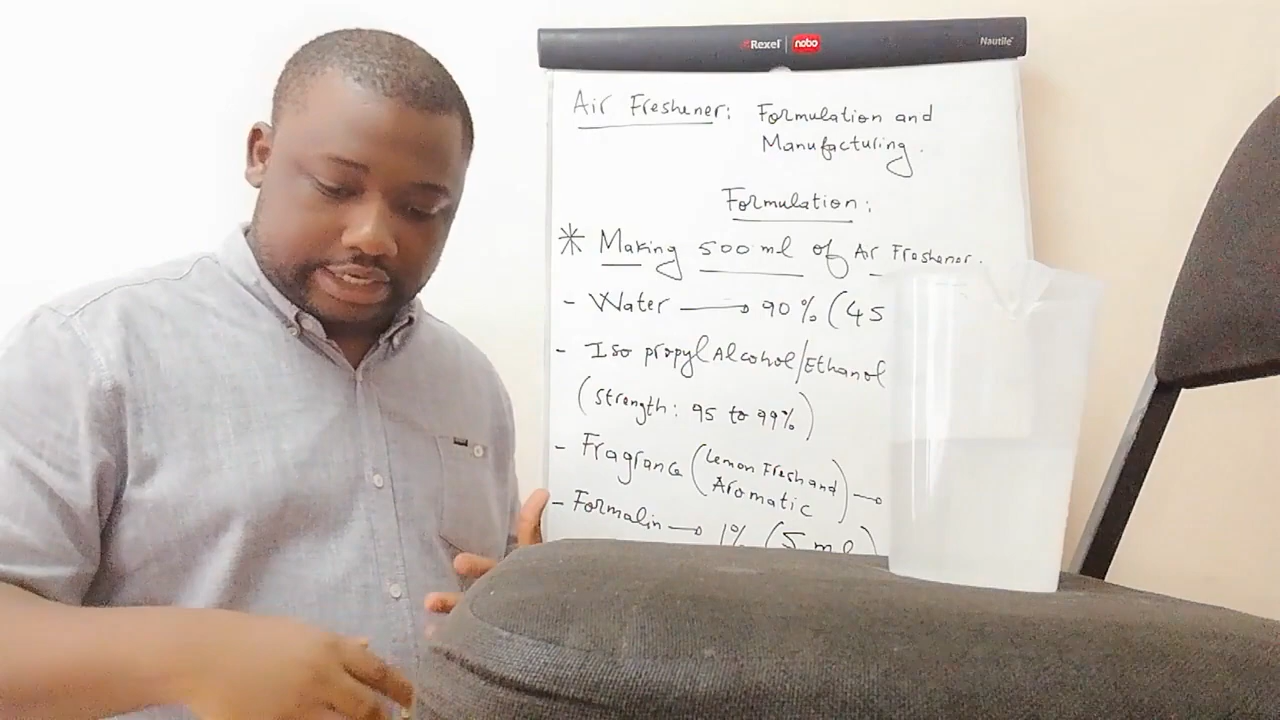 Rexel nobo Nautile
Air Freshener: Formulation and
Manufacturing.
Formulation:
* Making 500 ml of Air Freshener.
- Water → 90% (45
- Iso propyl Alcohol/Ethanol
(Strength: 95 to 99%)
- Fragrance (Lemon Fresh and
Aromatic) →
- Formalin → 1% (5 ml)